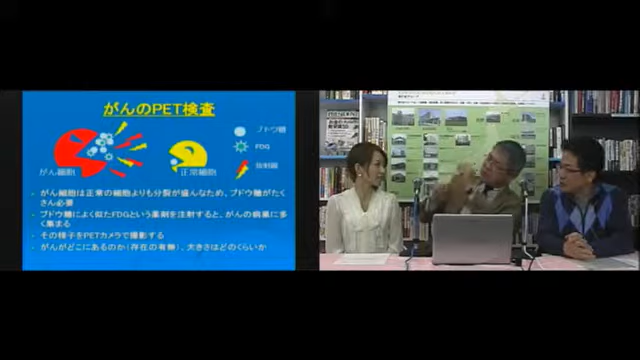 がんのPET検査
ブドウ糖
FDG
がん細胞
正常細胞
放射線
がん細胞は正常の細胞よりも分裂が盛んなため、ブドウ糖がたく
さん必要
ブドウ糖によく似たFDGという薬剤を注射すると、がんの病巣に多
く集まる
その様子をPETカメラで撮影する
がんがどこにあるのか(存在の有無)、大きさはどのくらいか